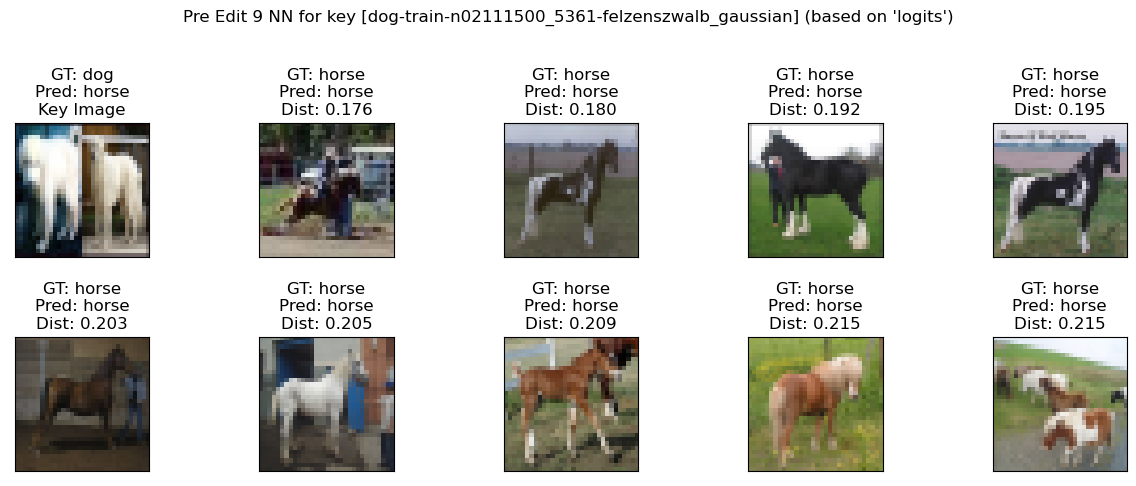 Pre Edit 9 NN for key [dog-train-n02111500_5361-felzenszwalb_gaussian] (based on 'logits')
GT: dog
Pred: horse
Key Image
GT: horse
Pred: horse
Dist: 0.176
GT: horse
Pred: horse
Dist: 0.180
GT: horse
Pred: horse
Dist: 0.192
GT: horse
Pred: horse
Dist: 0.195
GT: horse
Pred: horse
Dist: 0.203
GT: horse
Pred: horse
Dist: 0.205
GT: horse
Pred: horse
Dist: 0.209
GT: horse
Pred: horse
Dist: 0.215
GT: horse
Pred: horse
Dist: 0.215